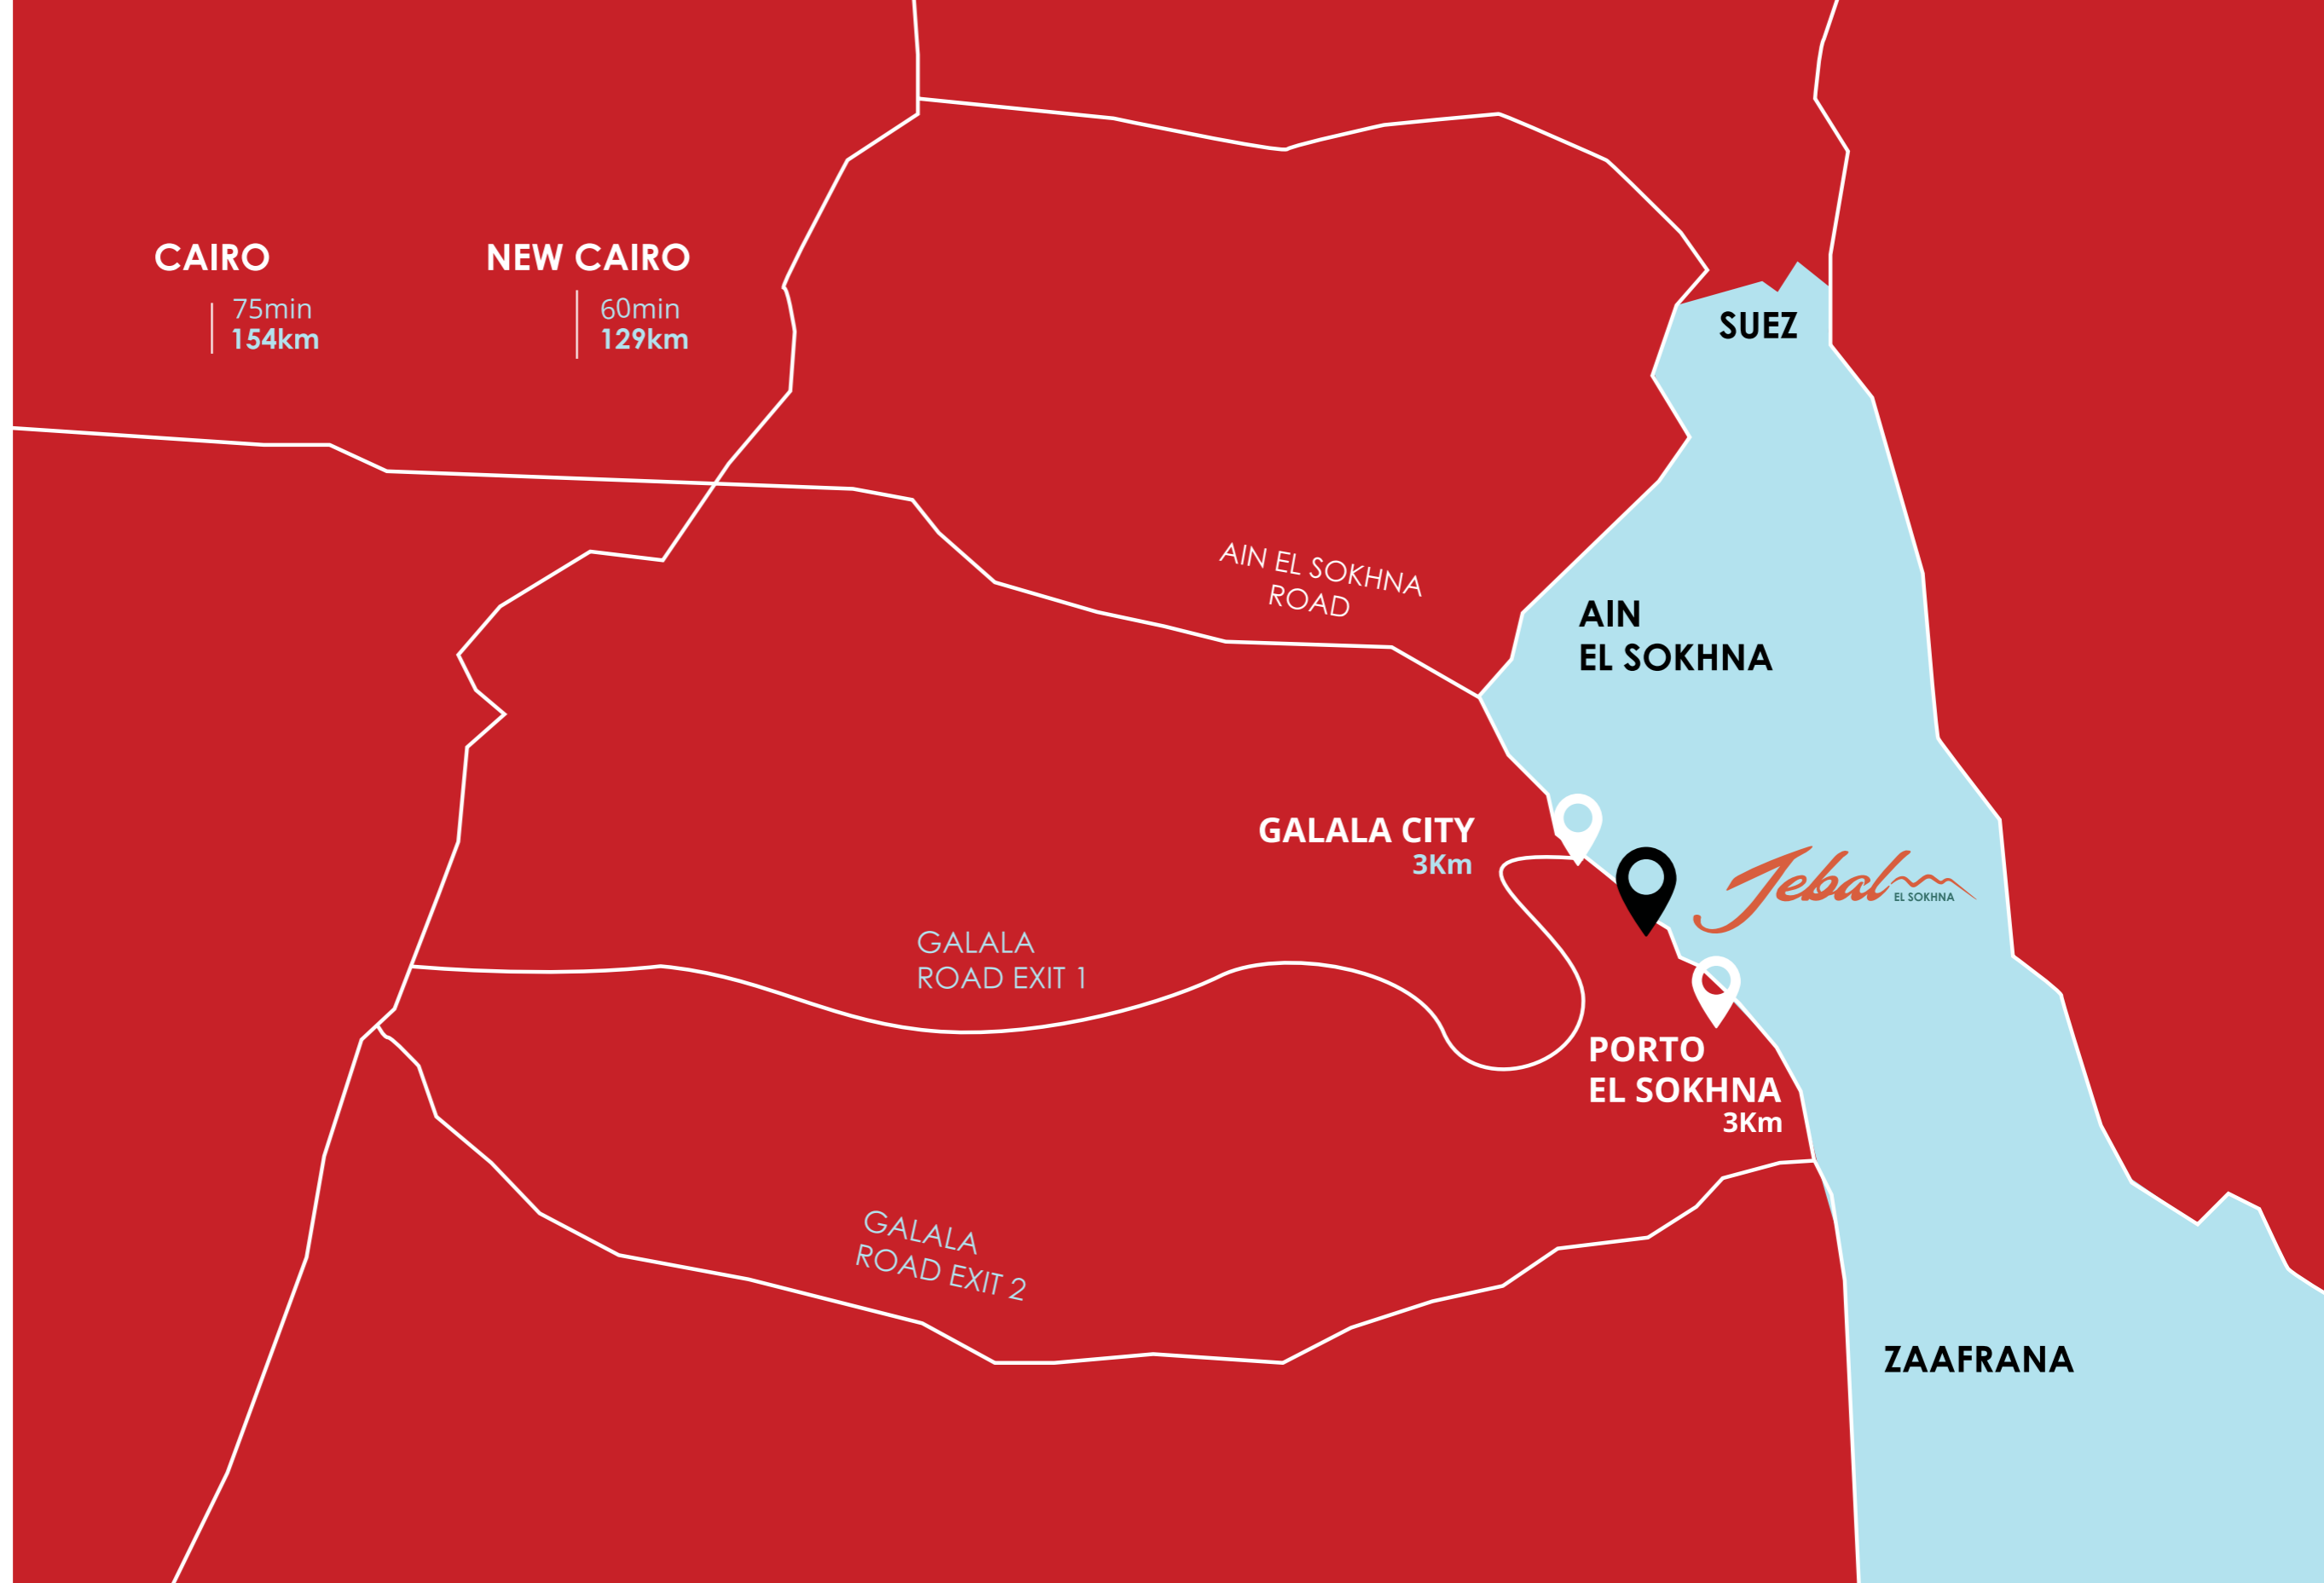 CAIRO
75min
154km
NEW CAIRO
60min
129km
SUEZ
AIN EL SOKHNA
ROAD
AIN
EL SOKHNA
GALALA CITY
3Km
Jebal
EL SOKHNA
GALALA
ROAD EXIT 1
PORTO
EL SOKHNA
3Km
GALALA
ROAD EXIT 2
ZAAFRANA